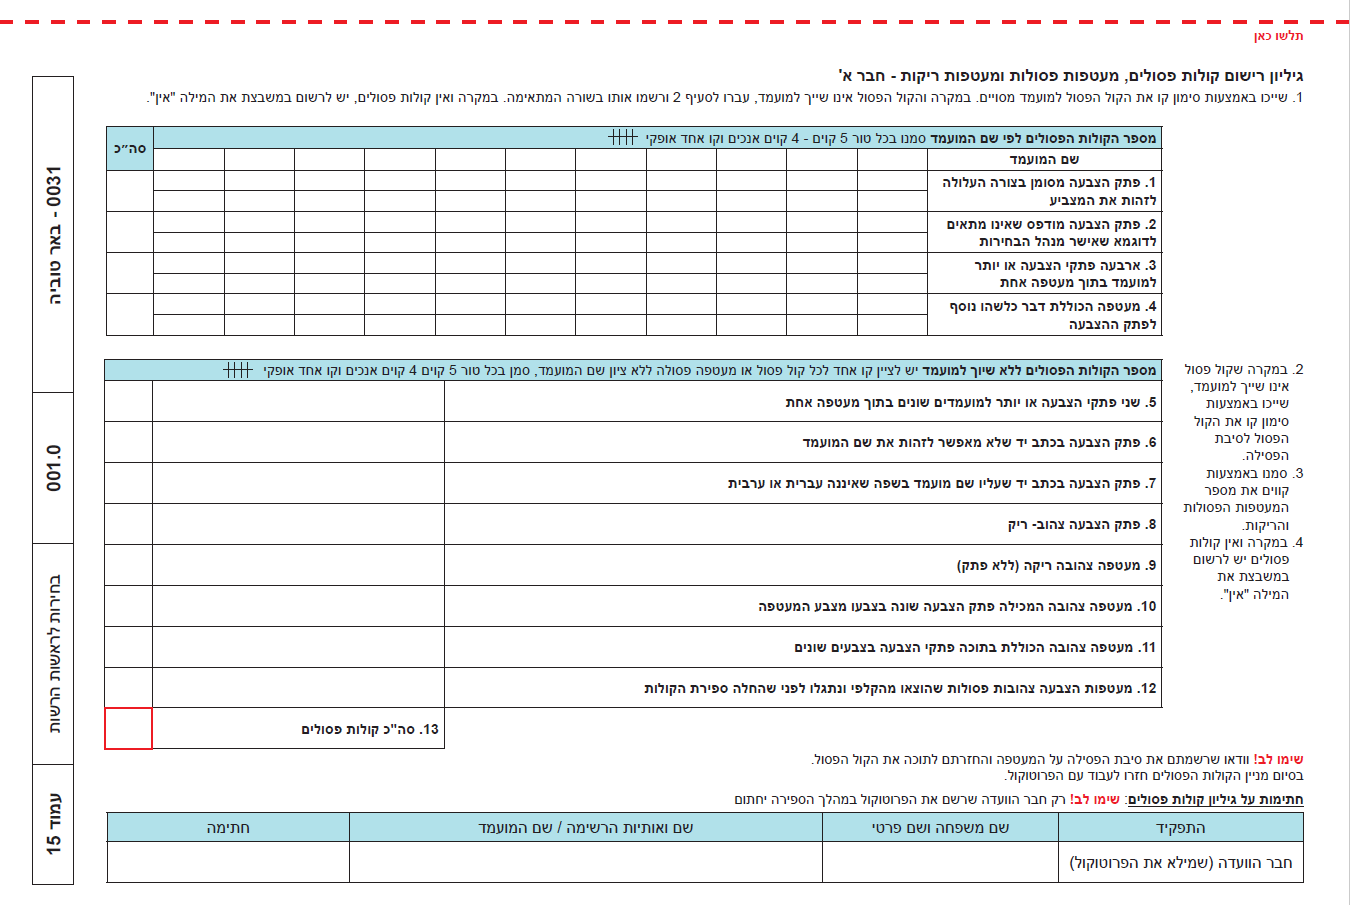 תלשו כאן
גיליון רישום קולות פסולים, מעטפות פסולות ומעטפות ריקות - חבר א'
1. שייכו באמצעות סימון קו את הקול הפסול למועמד מסויים. במקרה והקול הפסול אינו שייך למועמד, עברו לסעיף 2 ורשמו אותו בשורה המתאימה. במקרה ואין קולות פסולים, יש לרשום במשבצת את המילה "אין".
מספר הקולות הפסולים לפי שם המועמד סמנו בכל טור 5 קוים - 4 קוים אנכים וקו אחד אופקי
סה״כ
שם המועמד
1. פתק הצבעה מסומן בצורה העלולה
לזהות את המצביע
2. פתק הצבעה מודפס שאינו מתאים
לדוגמא שאישר מנהל הבחירות
3. ארבעה פתקי הצבעה או יותר
למועמד בתוך מעטפה אחת
4. מעטפה הכוללת דבר כלשהו נוסף
לפתק ההצבעה
2. במקרה שקול פסול
אינו שייך למועמד,
שייכו באמצעות
סימון קו את הקול
הפסול לסיבת
הפסילה.
3. סמנו באמצעות
קווים את מספר
המעטפות הפסולות
והריקות.
4. במקרה ואין קולות
פסולים יש לרשום
במשבצת את
המילה "אין".
מספר הקולות הפסולים ללא שיוך למועמד יש לציין קו אחד לכל קול פסול או מעטפה פסולה ללא ציון שם המועמד, סמן בכל טור 5 קוים 4 קוים אנכים וקו אחד אופקי
5. שני פתקי הצבעה או יותר למועמדים שונים בתוך מעטפה אחת
6. פתק הצבעה בכתב יד שלא מאפשר לזהות את שם המועמד
7. פתק הצבעה בכתב יד שעליו שם מועמד בשפה שאיננה עברית או ערבית
8. פתק הצבעה צהוב- ריק
9. מעטפה צהובה ריקה (ללא פתק)
10. מעטפה צהובה המכילה פתק הצבעה שונה בצבעו מצבע המעטפה
11. מעטפה צהובה הכוללת בתוכה פתקי הצבעה בצבעים שונים
12. מעטפות הצבעה צהובות פסולות שהוצאו מהקלפי ונתגלו לפני שהחלה ספירת הקולות
13. סה"כ קולות פסולים
שימו לב! וודאו שרשמתם את סיבת הפסילה על המעטפה והחזרתם לתוכה את הקול הפסול.
בסיום מניין הקולות הפסולים חזרו לעבוד עם הפרוטוקול.
חתימות על גיליון קולות פסולים: שימו לב! רק חבר הוועדה שרשם את הפרוטוקול במהלך הספירה יחתום
התפקיד
שם משפחה ושם פרטי
שם ואותיות הרשימה / שם המועמד
חתימה
חבר הוועדה (שמילא את הפרוטוקול)
0031 - באר טוביה
001.0
בחירות לראשות הרשות
עמוד 15